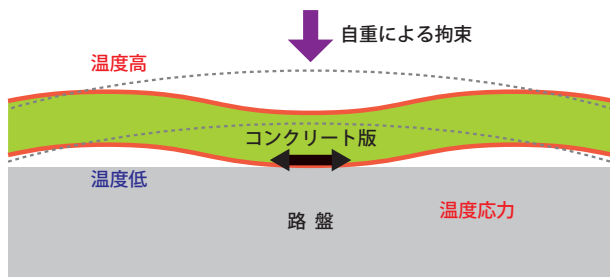 自重による拘束
温度高
コンクリート版
温度低
温度応力
路 盤